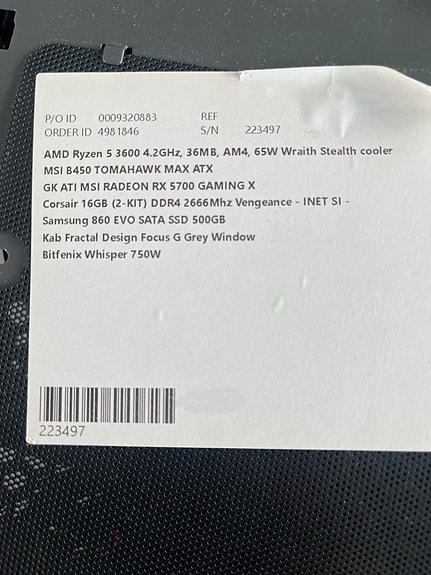 P/O ID 0009320883 REF
ORDER ID 4981846 S/N 223497
AMD Ryzen 5 3600 4.2GHz, 36MB, AM4, 65W Wraith Stealth cooler
MSI B450 TOMAHAWK MAX ATX
GK ATI MSI RADEON RX 5700 GAMING X
Corsair 16GB (2-KIT) DDR4 2666Mhz Vengeance - INET SI -
Samsung 860 EVO SATA SSD 500GB
Kab Fractal Design Focus G Grey Window
Bitfenix Whisper 750W
223497